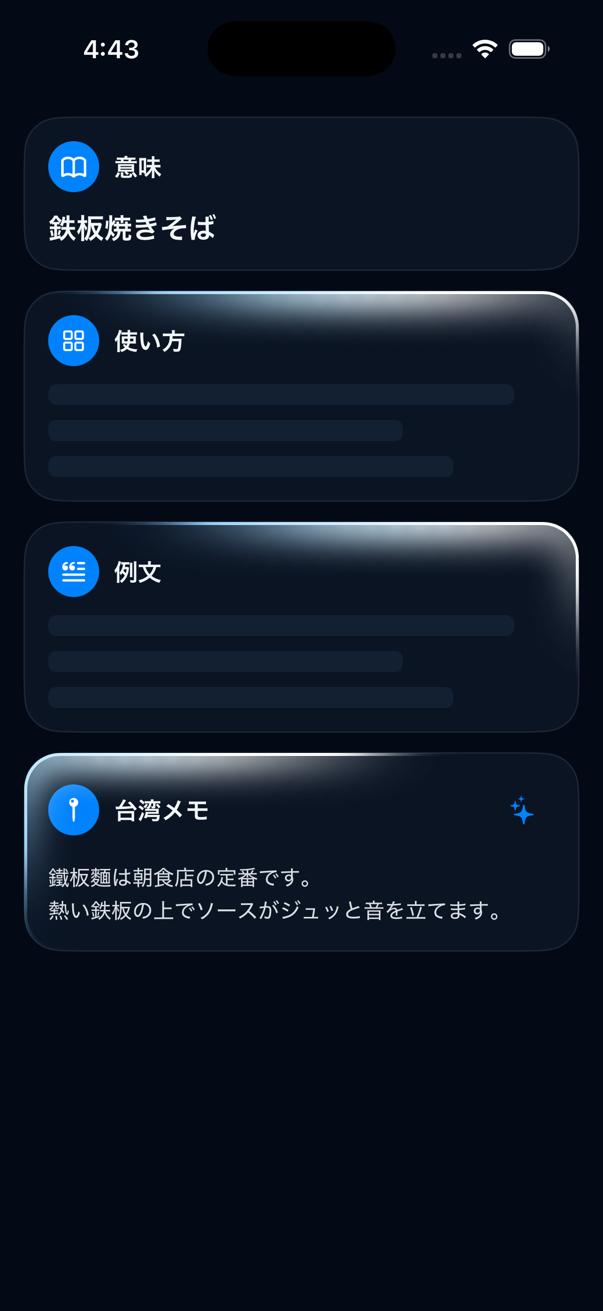 4:43
意味
鉄板焼きそば
使い方
例文
台湾メモ
鐵板麵は朝食店の定番です。
熱い鉄板の上でソースがジュッと音を立てます。